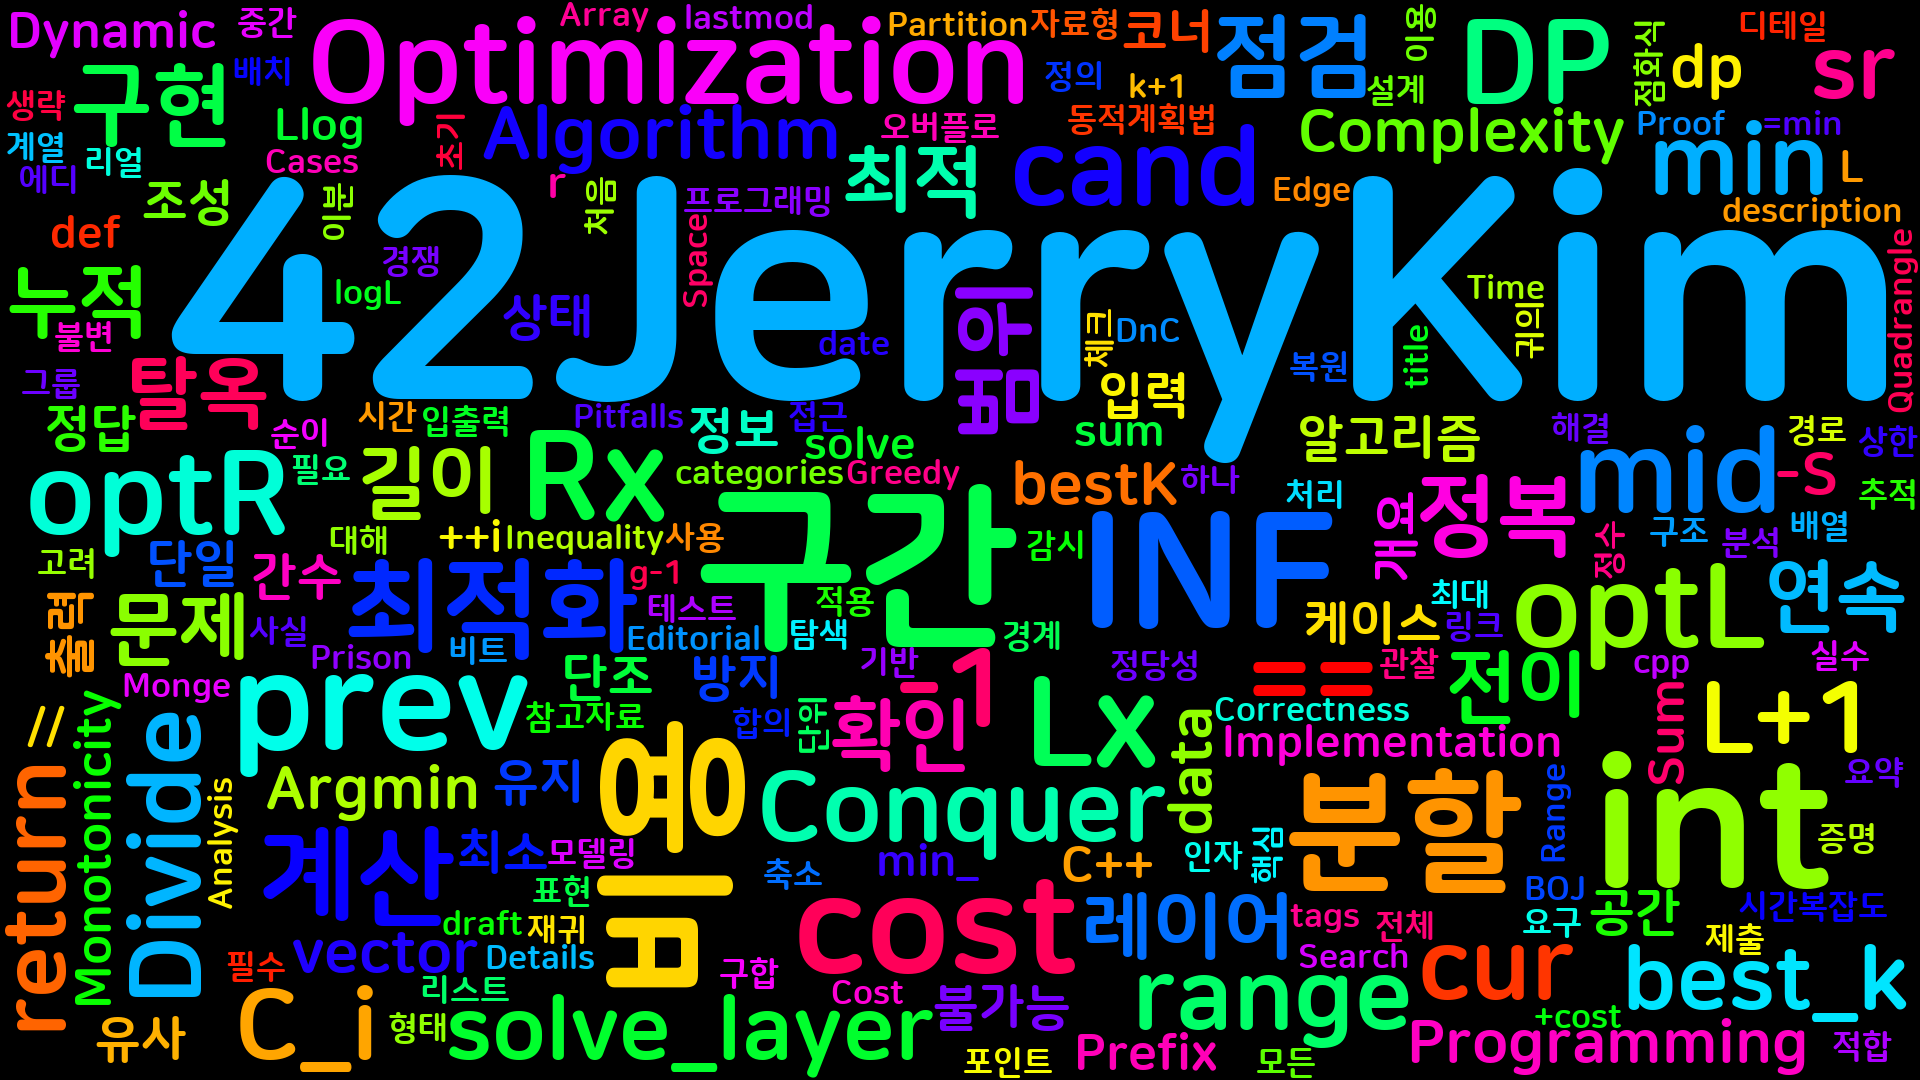 Dynamic
중간
Optimization
Array
lastmod
Partition
자료형
코너
점검
이용
DP
점화식
dp
디테일
sr
구현
배치
정의
k+1
설계
생략
Llog
초기
Algorithm
오버플로
동적계획법
Complexity
Proof
=min
계열
리얼
Cases
최적
cand
min
L
에디
조성
이분
r
처음
프로그래밍
Edge
description
def
42JerryKim
경쟁
Space
Quadrangle
누적
logL
상태
범위
Time
귀의
불변
date
체크
DnC
복원
title
그룹
탈옥
입력
정답
순이
시간
입출력
Pitfalls
정보
접근
solve
sum
알고리즘
해결
경로
상한
optR
필요
길이
Rx
categories
Greedy
bestK
하나
처리
개여
정복
mid
-S
추적
고려
대해
++i
Inequality
사용
구간
감시
INF
정수
구조
분석
배열
단일
간수
최적화
g-1
테스트
적용
최대
optL
연속
출력
문제
사실
Prison
비트
Editorial
탐색
경계
케이스
링크
Monge
단조
방지
기반
정당성
==
관찰
전이
cpp
실수
//
Monotonicity
Divide
prev
참고자료
합의
단위
확인
1
Lx
data
Correctness
Implementation
Sum
L+1
return
=
Analysis
Argmin
유지
비용
Conquer
분할
Range
int
요약
계산
최소
모델링
축소
min_
C++
인자
핵심
증명
표현
BOJ
draft
재귀
cost
레이어
tags
전체
요구
공간
시간복잡도
필수
vector
Details
구합
Search
cur
제출
리스트
Cost
불가능
range
best_k
유사
C_i
형태
solve_layer
포인트
Prefix
모든
+cost
Programming
적합